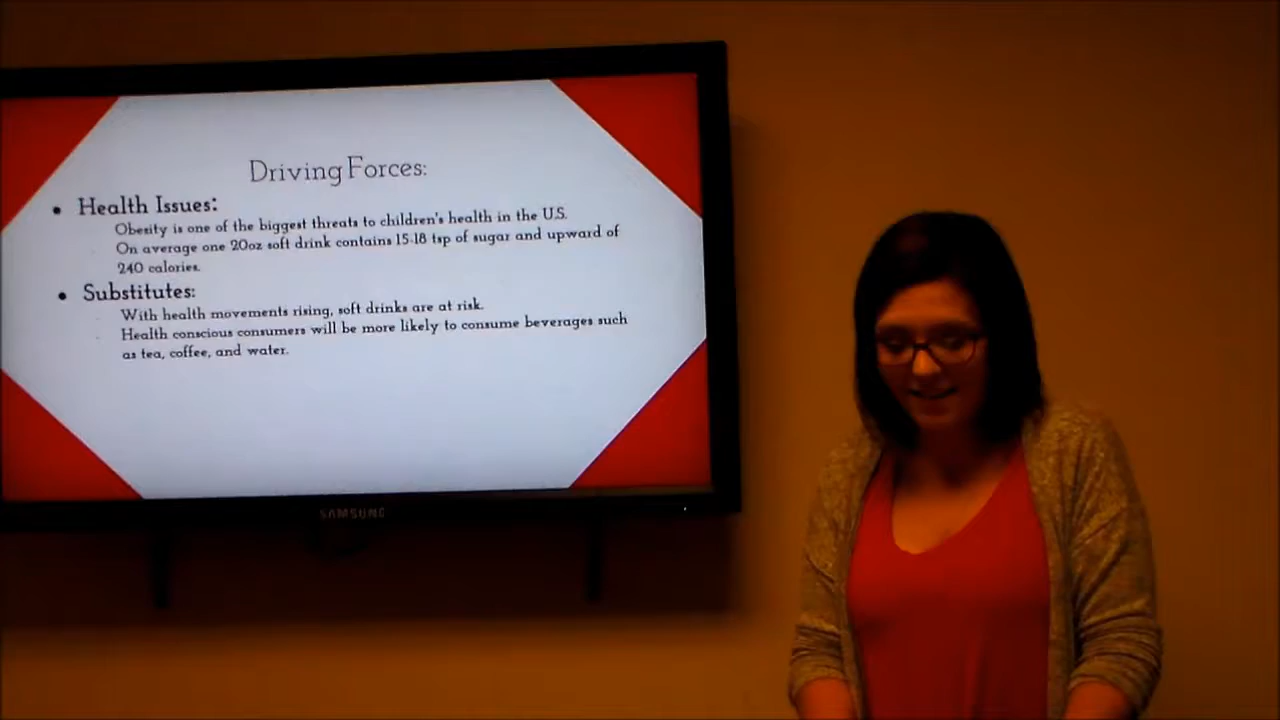 Driving Forces:
• Health Issues:
Obesity is one of the biggest threats to children's health in the U.S.
On average one 20oz soft drink contains 15-18 tsp of sugar and upward of
240 calories.
• Substitutes:
With health movements rising, soft drinks are at risk.
Health conscious consumers will be more likely to consume beverages such
as tea, coffee, and water.
SAMSUNG